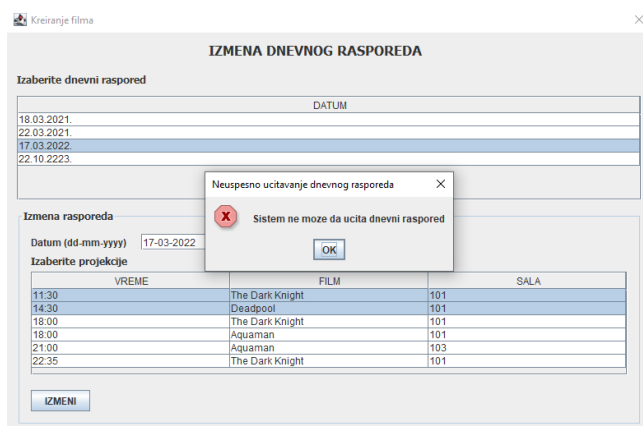 Kreiranje filma
IZMENA DNEVNOG RASPOREDA
Izaberite dnevni raspored
DATUM
18.03.2021.
22.03.2021.
17.03.2022.
22.10.2223.
Neuspesno ucitavanje dnevnog rasporeda
Sistem ne moze da ucita dnevni raspored
OK
Izmena rasporeda
Datum (dd-mm-yyyy) 17-03-2022
Izaberite projekcije
VREME FILM SALA
11:30 The Dark Knight 101
14:30 Deadpool 101
18:00 The Dark Knight 101
18:00 Aquaman 101
21:00 Aquaman 103
22:35 The Dark Knight 101
IZMENI